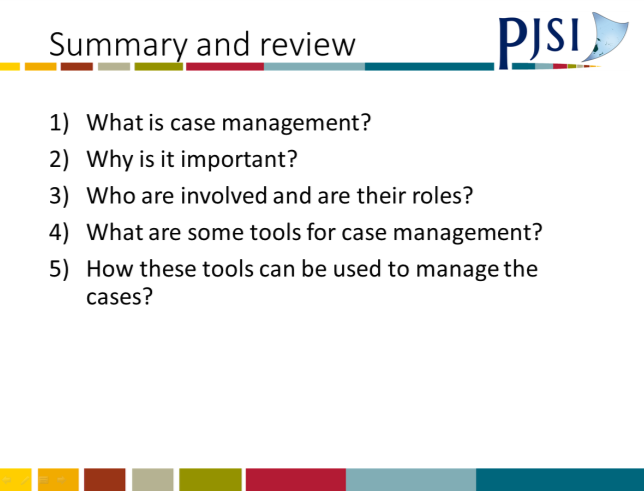 Summary and review
PJSI
1) What is case management?
2) Why is it important?
3) Who are involved and are their roles?
4) What are some tools for case management?
5) How these tools can be used to manage the
cases?